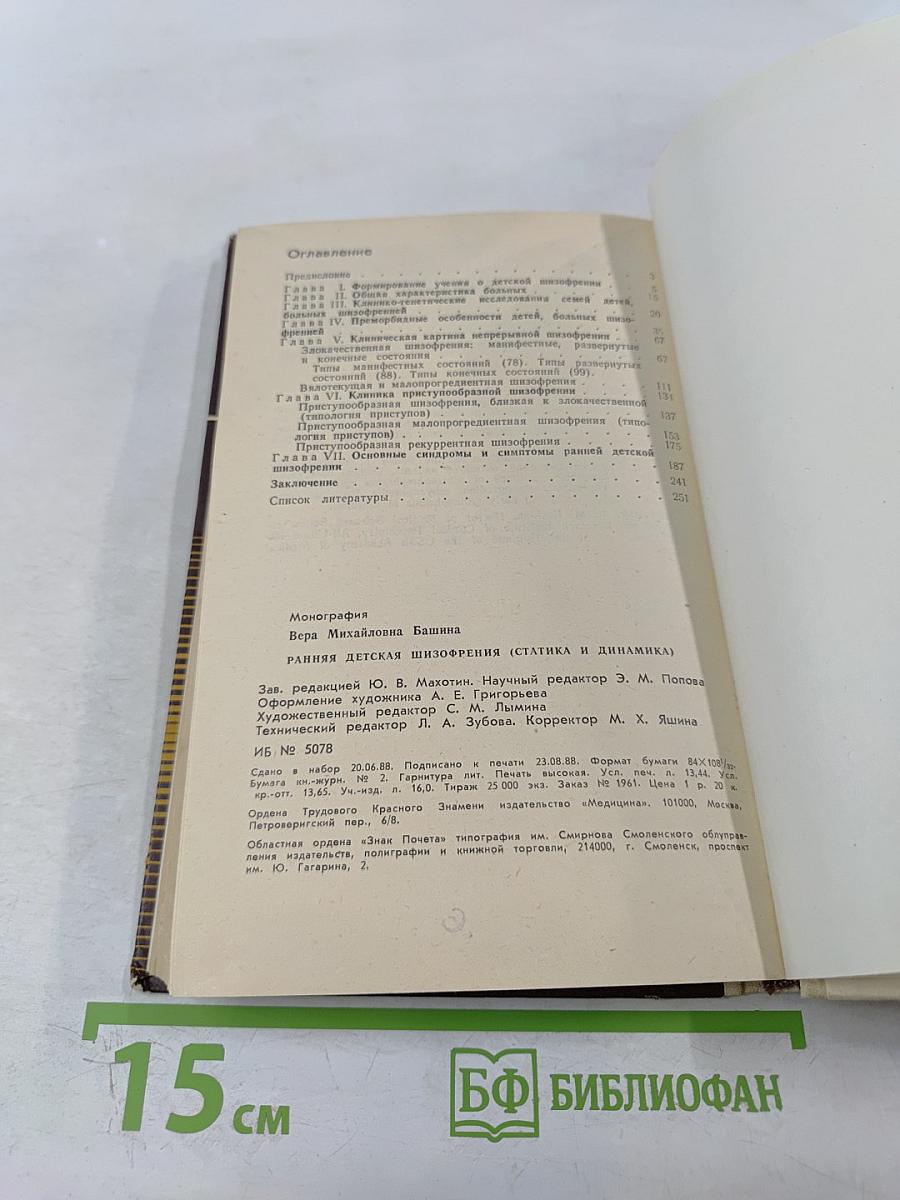 Оглавление
Предисловие . . . . . . . . . . . . . . . 3
Глава I. Формирование учения о детской шизофрении . . 5
Глава II. Общая характеристика больных . . . . . . 15
Глава III. Клинико-генетические исследования семей детей,
больных шизофренией . . . . . . . . . . . . 20
Глава IV. Преморбидные особенности детей, больных шизо-
френией . . . . . . . . . . . . . . . . 35
Глава V. Клиническая картина непрерывной шизофрении . . 67
Злокачественная шизофрения: манифестные, развернутые
и конечные состояния . . . . . . . . . . . 67
Типы манифестных состояний (78). Типы развернутых
состояний (88). Типы конечных состояний (99).
Вялотекущая и малопрогредиентная шизофрения . . . . 111
Глава VI. Клиника приступообразной шизофрении . . . . 134
Приступообразная шизофрения, близкая к злокачественной
(типология приступов) . . . . . . . . . . . 137
Приступообразная малопрогредиентная шизофрения (типо-
логия приступов) . . . . . . . . . . . . . 153
Приступообразная рекуррентная шизофрения . . . . . 175
Глава VII. Основные синдромы и симптомы ранней детской
шизофрении . . . . . . . . . . . . . . . 187
Заключение . . . . . . . . . . . . . . . 241
Список литературы . . . . . . . . . . . . . 251
Монография
Вера Михайловна Башина
РАННЯЯ ДЕТСКАЯ ШИЗОФРЕНИЯ (СТАТИКА И ДИНАМИКА)
Зав. редакцией Ю. В. Махотин. Научный редактор Э. М. Попова
Оформление художника А. Е. Григорьева
Художественный редактор С. М. Лымина
Технический редактор Л. А. Зубова. Корректор М. Х. Яшина
ИБ № 5078
Сдано в набор 20.06.88. Подписано к печати 23.08.88. Формат бумаги 84×108 1/32.
Бумага кн.-журн. № 2. Гарнитура лит. Печать высокая. Усл. печ. л. 13,44. Усл.
кр.-отт. 13,65. Уч.-изд. л. 16,0. Тираж 25 000 экз. Заказ № 1961. Цена 1 р. 20 к.
Ордена Трудового Красного Знамени издательство «Медицина». 101000, Москва,
Петроверигский пер., 6/8.
Областная ордена «Знак Почета» типография им. Смирнова Смоленского облуправ-
ления издательств, полиграфии и книжной торговли, 214000, г. Смоленск, проспект
им. Ю. Гагарина, 2.
15 см
БФ БИБЛИОФАН